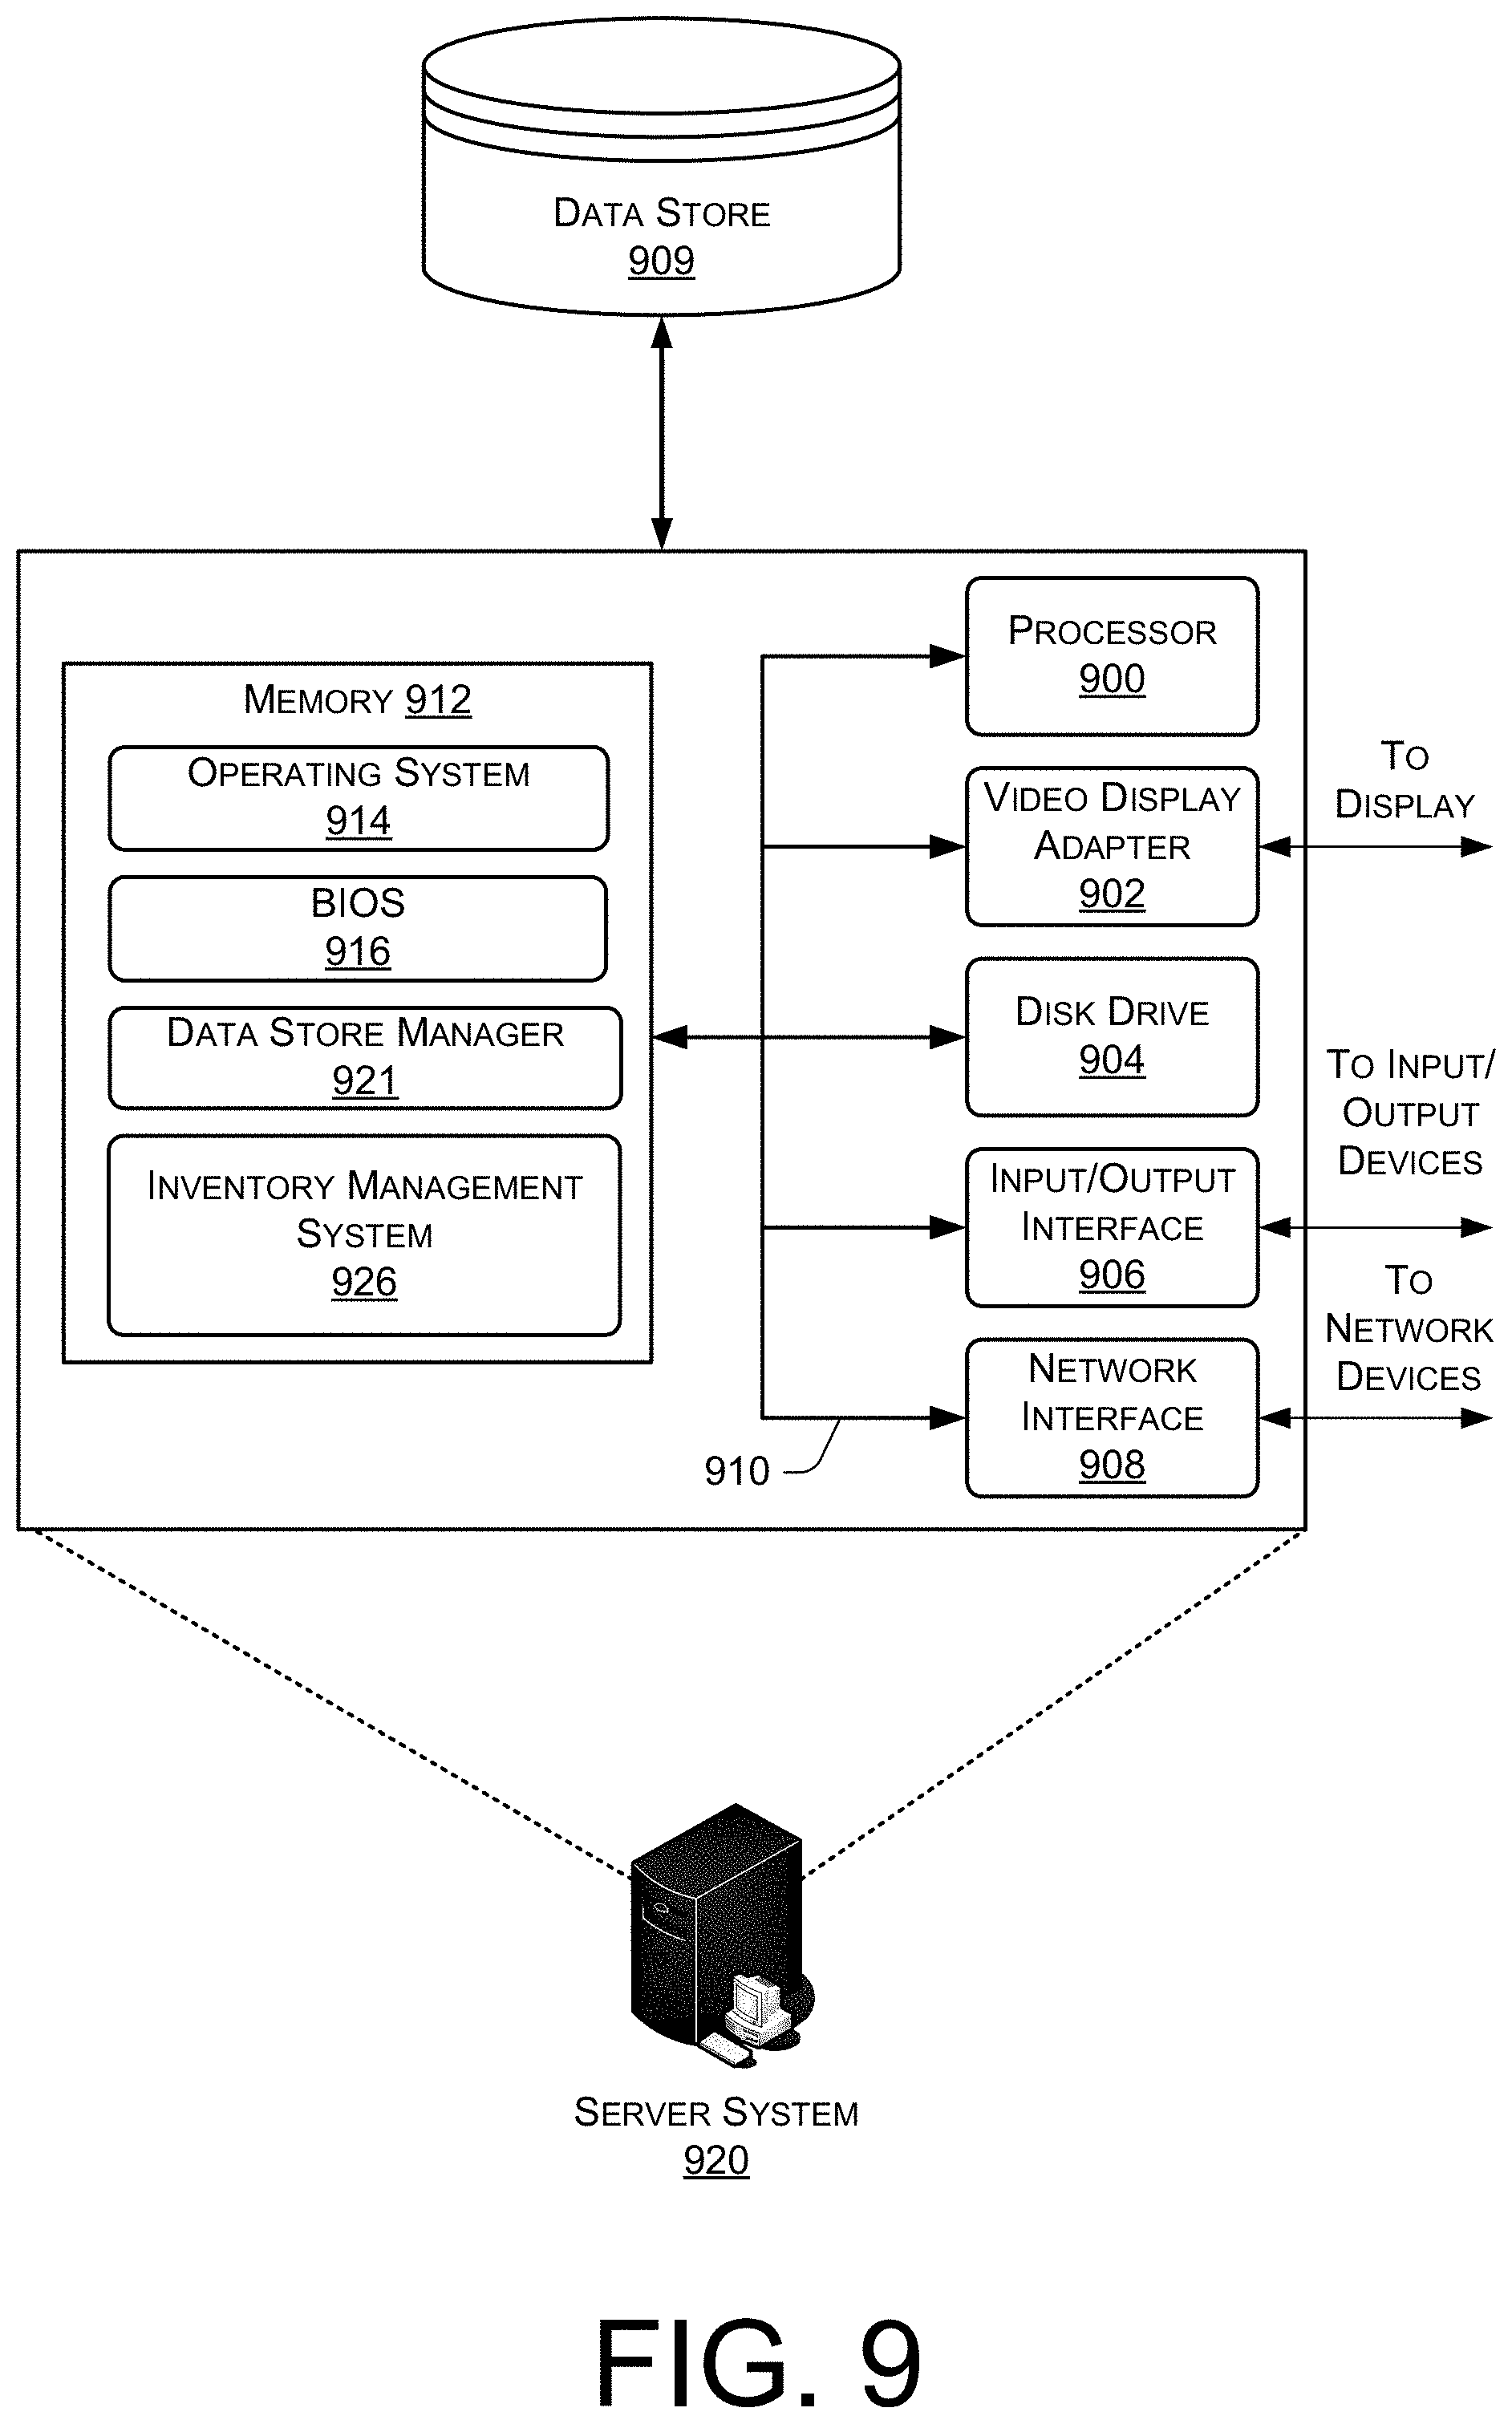 DATA STORE
909
MEMORY 912
OPERATING SYSTEM
914
BIOS
916
DATA STORE MANAGER
921
INVENTORY MANAGEMENT
SYSTEM
926
PROCESSOR
900
VIDEO DISPLAY
ADAPTER
902
DISK DRIVE
904
INPUT/OUTPUT
INTERFACE
906
NETWORK
INTERFACE
908
910
TO
DISPLAY
TO INPUT/
OUTPUT
DEVICES
TO
NETWORK
DEVICES
SERVER SYSTEM
920
FIG. 9